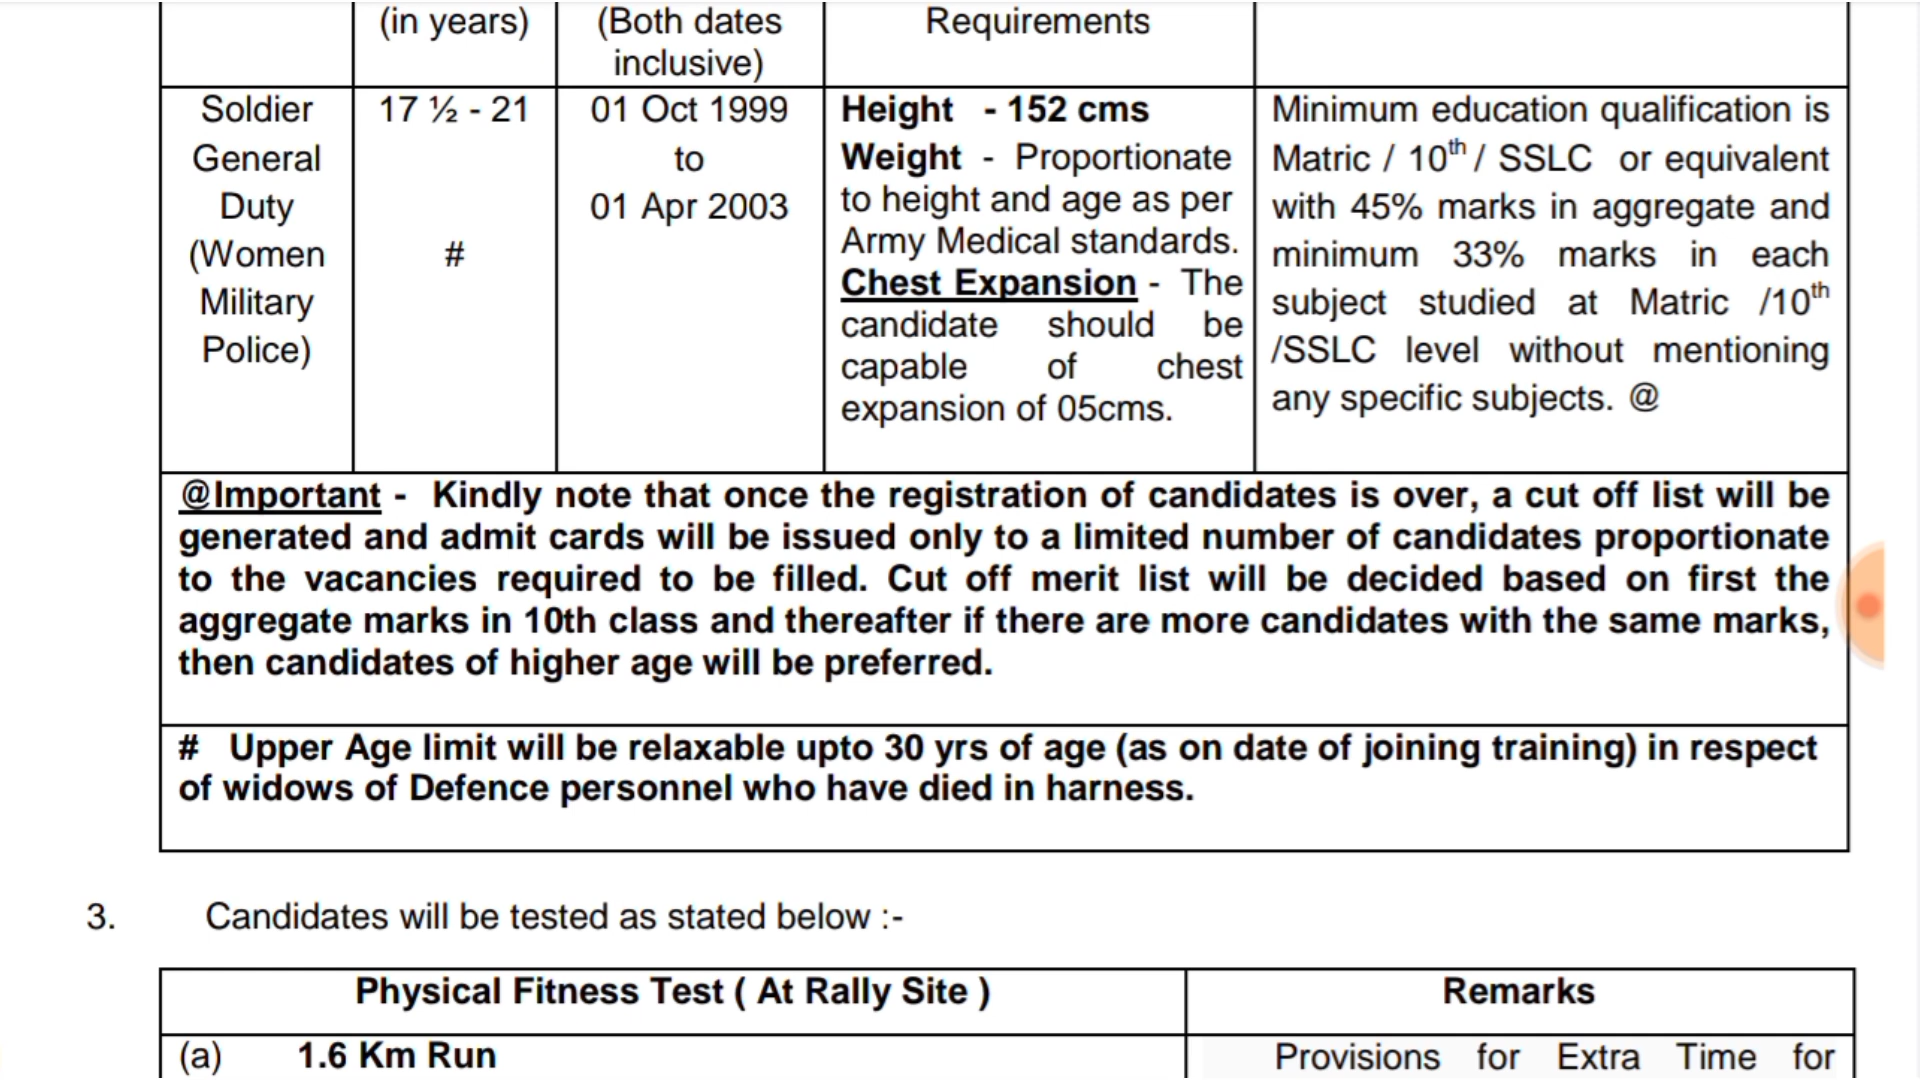 (in years)
(Both dates
inclusive)
Requirements
Soldier
General
Duty
(Women
Military
Police)
17 ½ - 21
#
01 Oct 1999
to
01 Apr 2003
Height - 152 cms
Weight - Proportionate
to height and age as per
Army Medical standards.
Chest Expansion - The
candidate should be
capable of chest
expansion of 05cms.
Minimum education qualification is
Matric / 10th / SSLC or equivalent
with 45% marks in aggregate and
minimum 33% marks in each
subject studied at Matric /10th
/SSLC level without mentioning
any specific subjects. @
@Important - Kindly note that once the registration of candidates is over, a cut off list will be
generated and admit cards will be issued only to a limited number of candidates proportionate
to the vacancies required to be filled. Cut off merit list will be decided based on first the
aggregate marks in 10th class and thereafter if there are more candidates with the same marks,
then candidates of higher age will be preferred.
# Upper Age limit will be relaxable upto 30 yrs of age (as on date of joining training) in respect
of widows of Defence personnel who have died in harness.
3. Candidates will be tested as stated below :-
Physical Fitness Test ( At Rally Site )
Remarks
(a) 1.6 Km Run
Provisions for Extra Time for